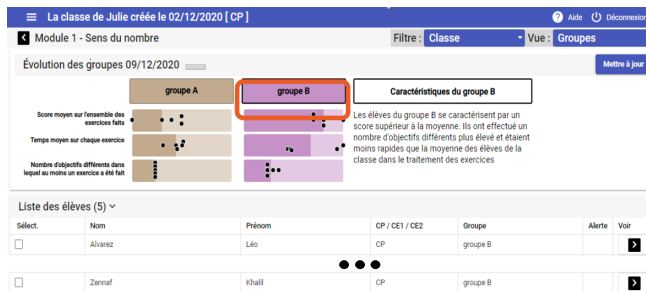 La classe de Julie créée le 02/12/2020 [ CP ]
? Aide Déconnexion
Module 1 - Sens du nombre
Filtre : Classe
Vue : Groupes
Évolution des groupes 09/12/2020
Mettre à jour
groupe A
groupe B
Caractéristiques du groupe B
Score moyen sur l'ensemble des
exercices faits
Temps moyen sur chaque exercice
Nombre d'objectifs différents dans
lequel au moins un exercice a été fait
Les élèves du groupe B se caractérisent par un
score supérieur à la moyenne. Ils ont effectué un
nombre d'objectifs différents plus élevé et étaient
moins rapides que la moyenne des élèves de la
classe dans le traitement des exercices
Liste des élèves (5)
Sélect. Nom Prénom CP / CE1 / CE2 Groupe Alerte Voir
Alvarez Léo CP groupe B
Zennaf Khalil CP groupe B